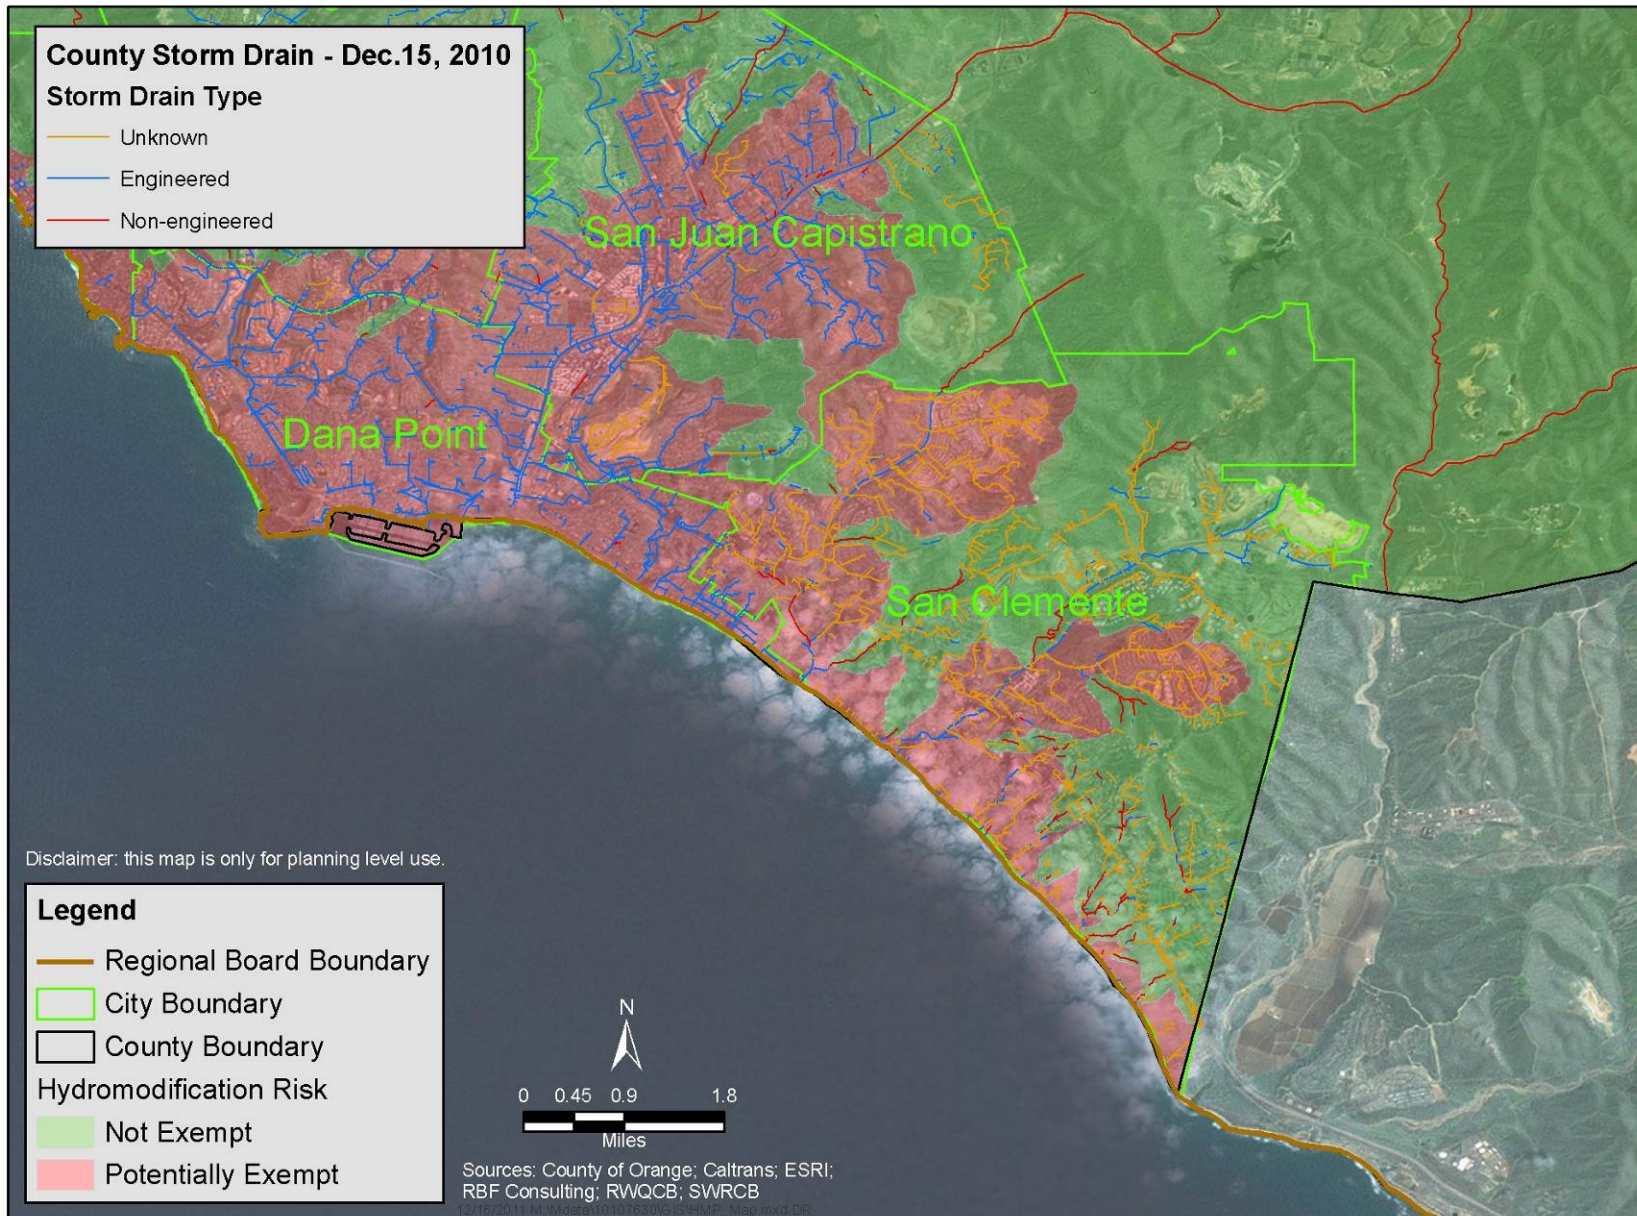 County Storm Drain - Dec.15, 2010
Storm Drain Type
Unknown
Engineered
Non-engineered
San Juan Capistrano
Dana Point
San Clemente
Disclaimer: this map is only for planning level use.
Legend
Regional Board Boundary
City Boundary
County Boundary
Hydromodification Risk
Not Exempt
Potentially Exempt
N
0 0.45 0.9 1.8
Miles
Sources: County of Orange; Caltrans; ESRI;
RBF Consulting; RWQCB; SWRCB